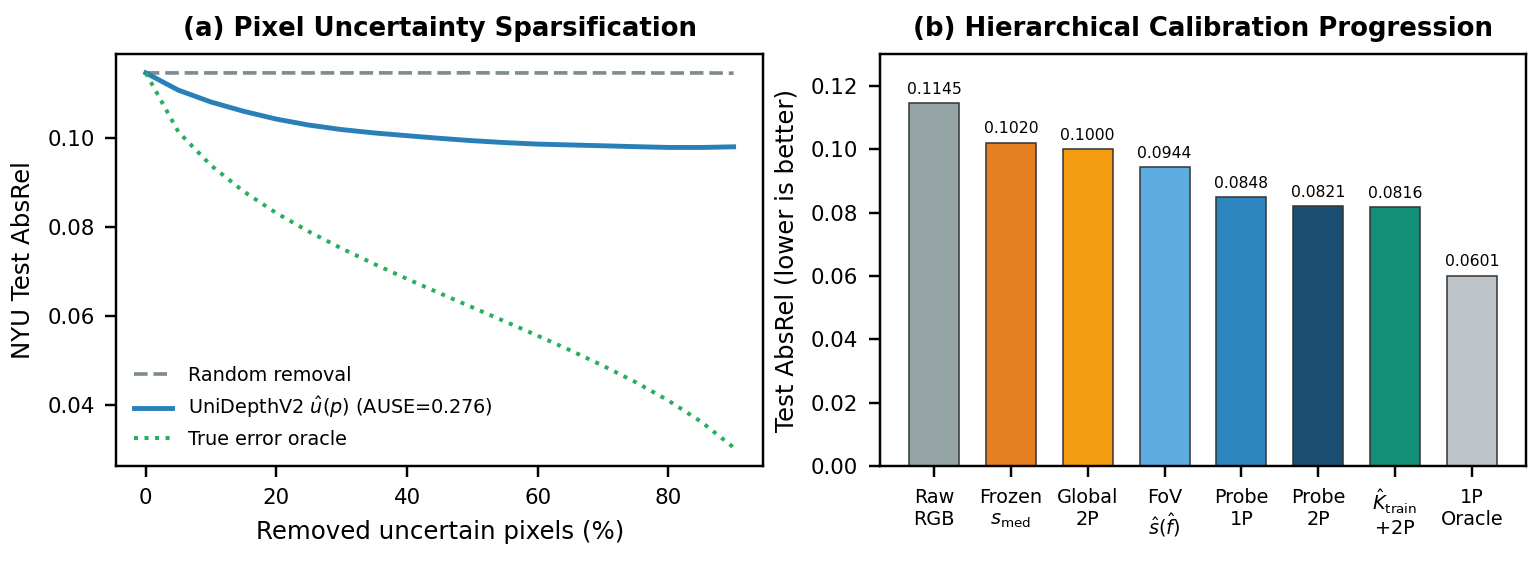 (a) Pixel Uncertainty Sparsification
NYU Test AbsRel
0.10
0.08
0.06
0.04
Random removal
UniDepthV2 û(p) (AUSE=0.276)
True error oracle
0
20
40
60
80
Removed uncertain pixels (%)
(b) Hierarchical Calibration Progression
Test AbsRel (lower is better)
0.12
0.10
0.08
0.06
0.04
0.02
0.00
0.1145
0.1020
0.1000
0.0944
0.0848
0.0821
0.0816
0.0601
Raw
RGB
Frozen
s_med
Global
2P
FoV
ŝ(f̂)
Probe
1P
Probe
2P
K̂_train
+2P
1P
Oracle